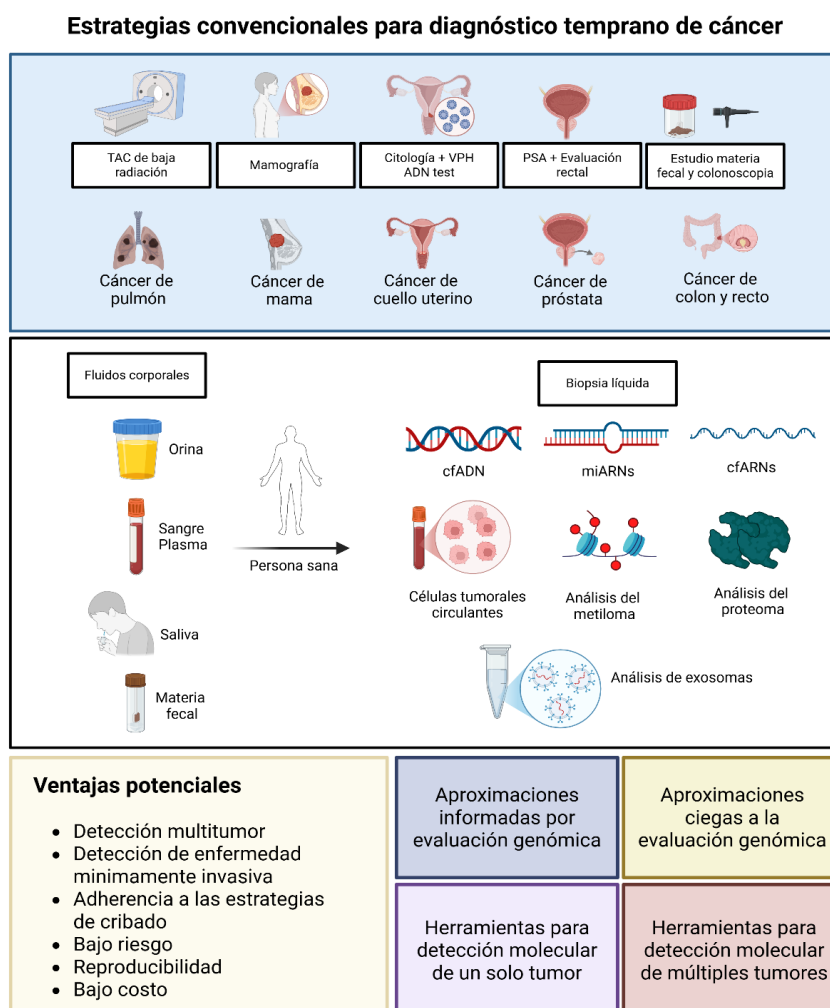 Estrategias convencionales para diagnóstico temprano de cáncer
TAC de baja
radiación
Mamografía
Citología + VPH
ADN test
PSA + Evaluación
rectal
Estudio materia
fecal y colonoscopia
Cáncer de
pulmón
Cáncer de
mama
Cáncer de
cuello uterino
Cáncer de
próstata
Cáncer de
colon y recto
Fluidos corporales
Orina
Sangre
Plasma
Saliva
Materia
fecal
Persona sana
Biopsia líquida
cfADN
miARNs
cfARNs
Células tumorales
circulantes
Análisis del
metiloma
Análisis del
proteoma
Análisis de exosomas
Ventajas potenciales
• Detección multitumor
• Detección de enfermedad
minimamente invasiva
• Adherencia a las estrategias
de cribado
• Bajo riesgo
• Reproducibilidad
• Bajo costo
Aproximaciones
informadas por
evaluación genómica
Aproximaciones
ciegas a la
evaluación genómica
Herramientas para
detección molecular
de un solo tumor
Herramientas para
detección molecular
de múltiples tumores